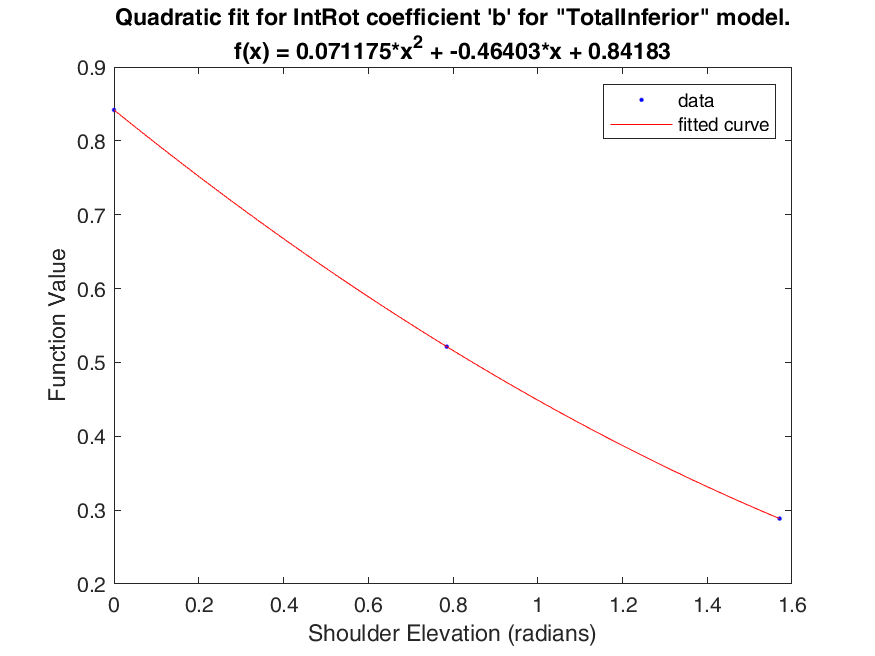 Quadratic fit for IntRot coefficient 'b' for "TotalInferior" model.
f(x) = 0.071175*x² + -0.46403*x + 0.84183
0.9
0.8
0.7
0.6
0.5
0.4
0.3
0.2
Function Value
data
fitted curve
0 0.2 0.4 0.6 0.8 1 1.2 1.4 1.6
Shoulder Elevation (radians)